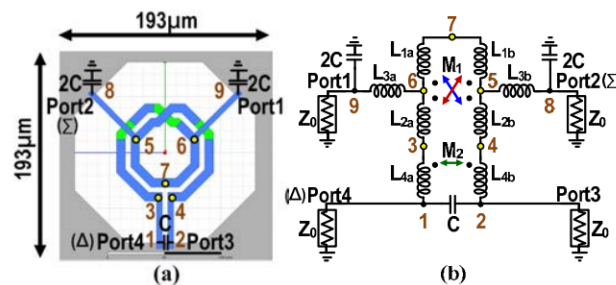 193μm
193μm
2C
2C
8
9
Port2
(Σ)
Port1
5
6
7
3
4
C
(Δ)
Port4
1
2
Port3
(a)
7
2C
L1a
L1b
2C
M1
Port1
L3a
6
5
L3b
Port2(Σ)
9
8
Z0
L2a
L2b
Z0
3
4
M2
(Δ)Port4
L4a
L4b
Port3
Z0
1
C
2
Z0
(b)